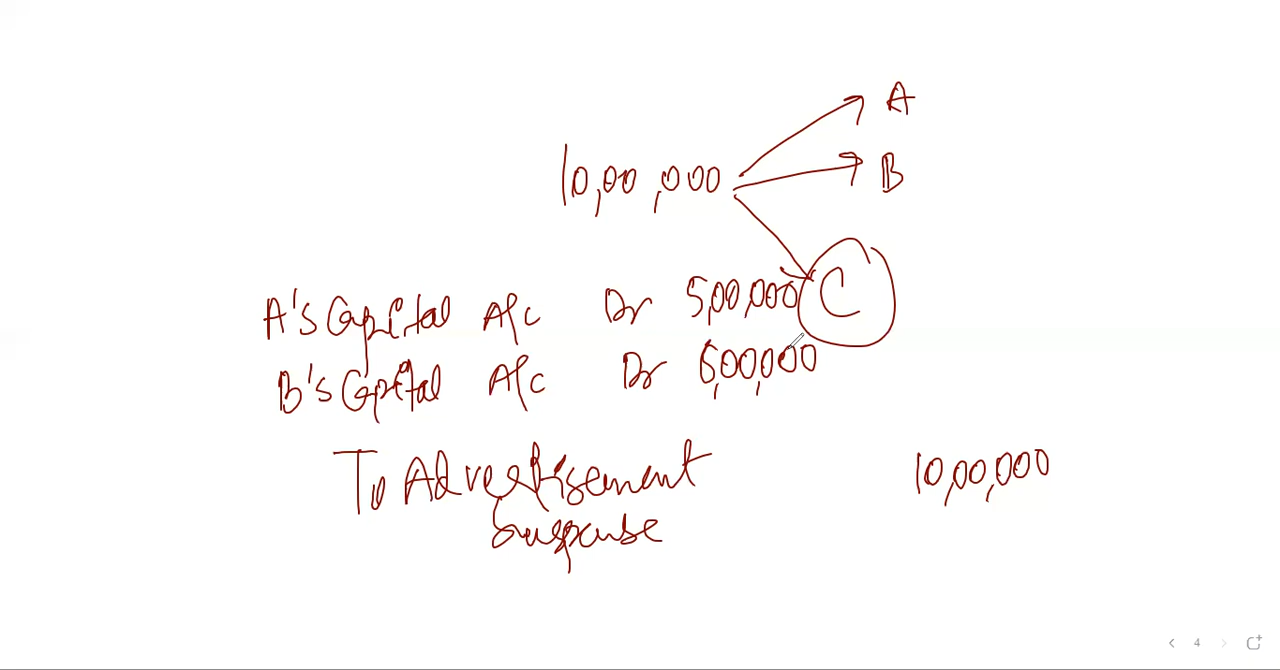 A
10,00,000
B
C
A's Capital A/c Dr 5,00,000
B's Capital A/c Dr 5,00,000
To Advertisement 10,00,000
Suspense
4